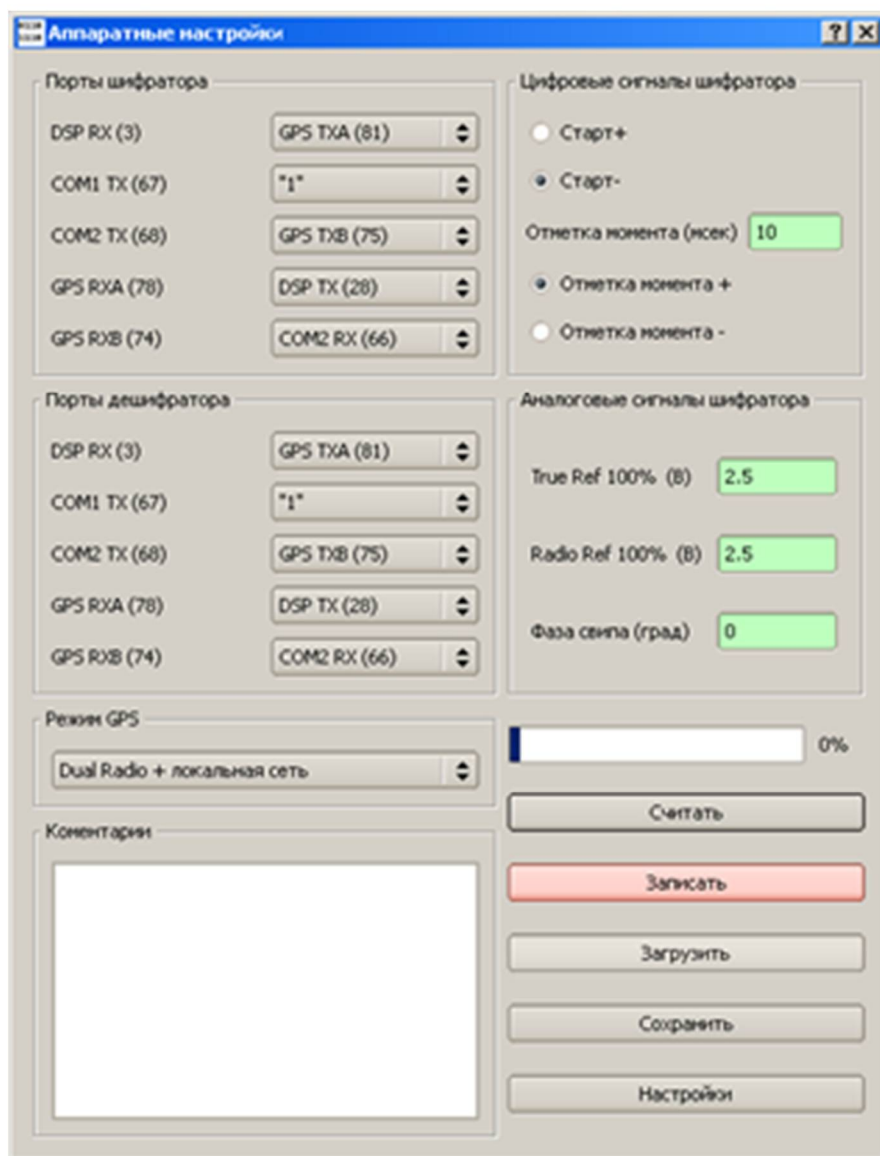 Аппаратные настройки
Порты шифратора
DSP RX (3)
GPS TXA (81)
COM1 TX (67)
"1"
COM2 TX (68)
GPS TXB (75)
GPS RXA (78)
DSP TX (28)
GPS RXB (74)
COM2 RX (66)
Цифровые сигналы шифратора
Старт+
Старт-
Отметка момента (мсек)
10
Отметка момента +
Отметка момента -
Порты дешифратора
DSP RX (3)
GPS TXA (81)
COM1 TX (67)
"1"
COM2 TX (68)
GPS TXB (75)
GPS RXA (78)
DSP TX (28)
GPS RXB (74)
COM2 RX (66)
Аналоговые сигналы шифратора
True Ref 100% (В)
2.5
Radio Ref 100% (В)
2.5
Фаза свипа (град)
0
Режим GPS
Dual Radio + локальная сеть
Коментарии
0%
Считать
Записать
Загрузить
Сохранить
Настройки